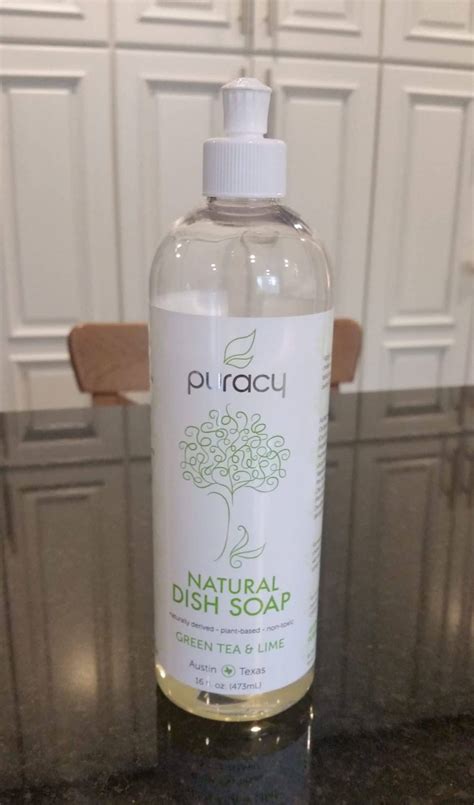 puracy
NATURAL
DISH SOAP
naturally derived - plant-based - non-toxic
GREEN TEA & LIME
Austin Texas
16 fl. oz. (473mL)